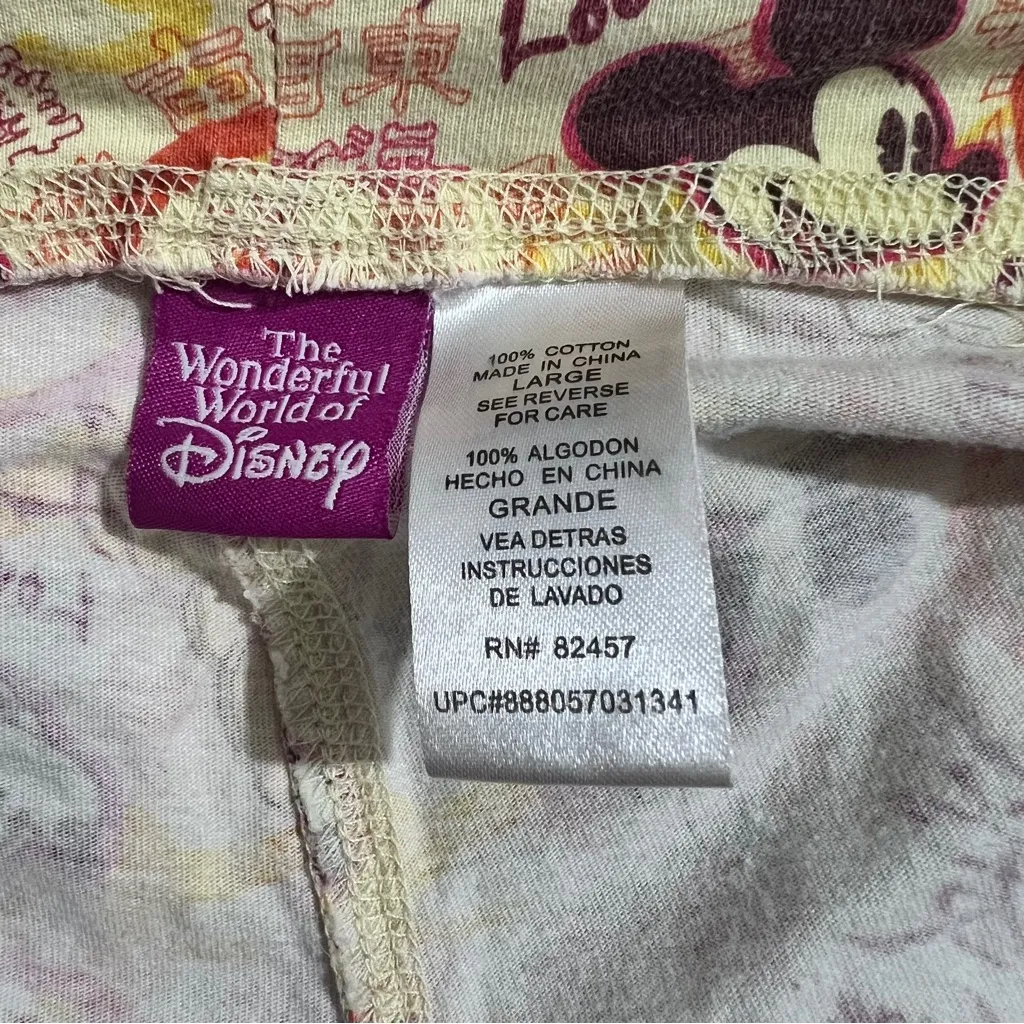 Lo
東
The
Wonderful
World of
Disney
100% COTTON
MADE IN CHINA
LARGE
SEE REVERSE
FOR CARE
100% ALGODON
HECHO EN CHINA
GRANDE
VEA DETRAS
INSTRUCCIONES
DE LAVADO
RN# 82457
UPC#888057031341